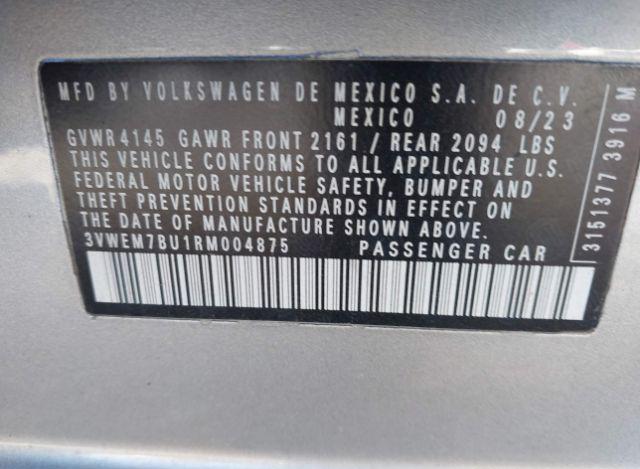 MFD BY VOLKSWAGEN DE MEXICO S.A. DE C.V.
MEXICO 08/23
GVWR 4145 GAWR FRONT 2161 / REAR 2094 LBS
THIS VEHICLE CONFORMS TO ALL APPLICABLE U.S.
FEDERAL MOTOR VEHICLE SAFETY, BUMPER AND
THEFT PREVENTION STANDARDS IN EFFECT ON
THE DATE OF MANUFACTURE SHOWN ABOVE.
3VWEM7BU1RM004875 PASSENGER CAR
3151377 3916 M